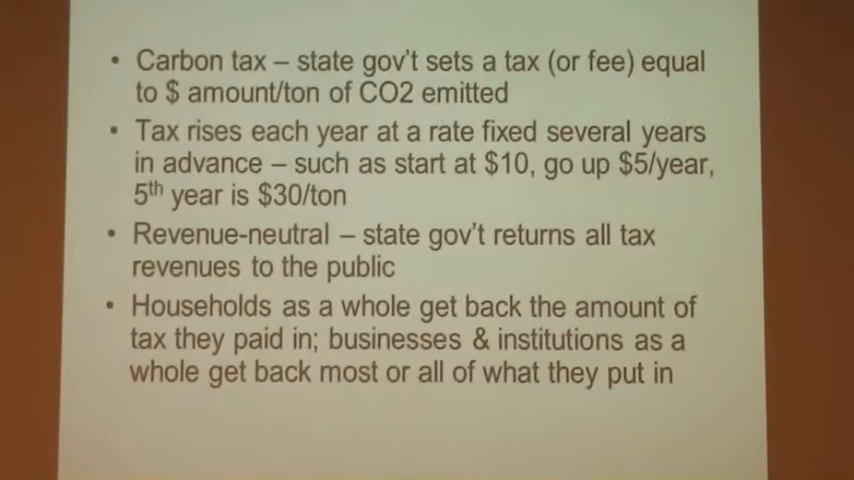 • Carbon tax – state gov't sets a tax (or fee) equal
to $ amount/ton of CO2 emitted
• Tax rises each year at a rate fixed several years
in advance – such as start at $10, go up $5/year,
5th year is $30/ton
• Revenue-neutral – state gov't returns all tax
revenues to the public
• Households as a whole get back the amount of
tax they paid in; businesses & institutions as a
whole get back most or all of what they put in